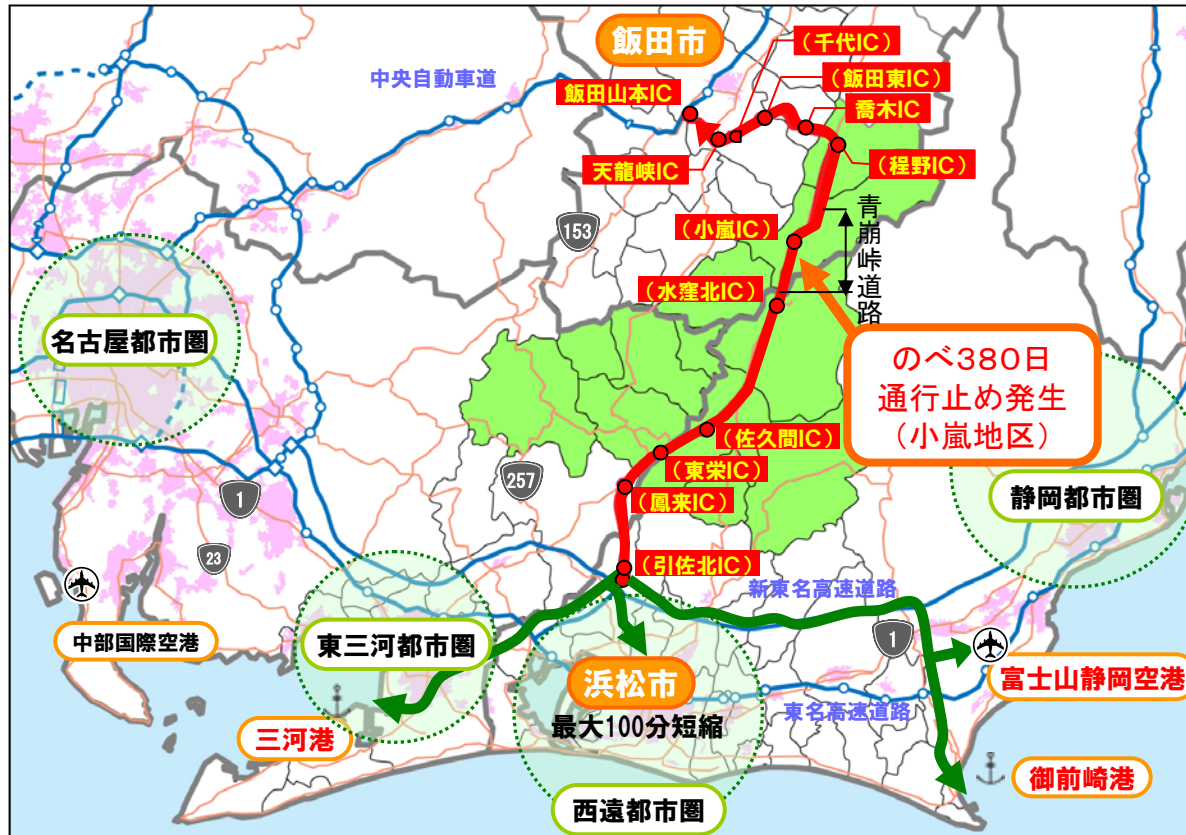 飯田市
(千代IC)
中央自動車道
(飯田東IC)
飯田山本IC
喬木IC
天龍峡IC
(程野IC)
青崩峠道路
153
(小嵐IC)
(水窪北IC)
名古屋都市圏
のべ380日
通行止め発生
(小嵐地区)
(佐久間IC)
(東栄IC)
257
1
(鳳来IC)
静岡都市圏
23
(引佐北IC)
新東名高速道路
中部国際空港
東三河都市圏
1
浜松市
富士山静岡空港
東名高速道路
最大100分短縮
三河港
御前崎港
西遠都市圏